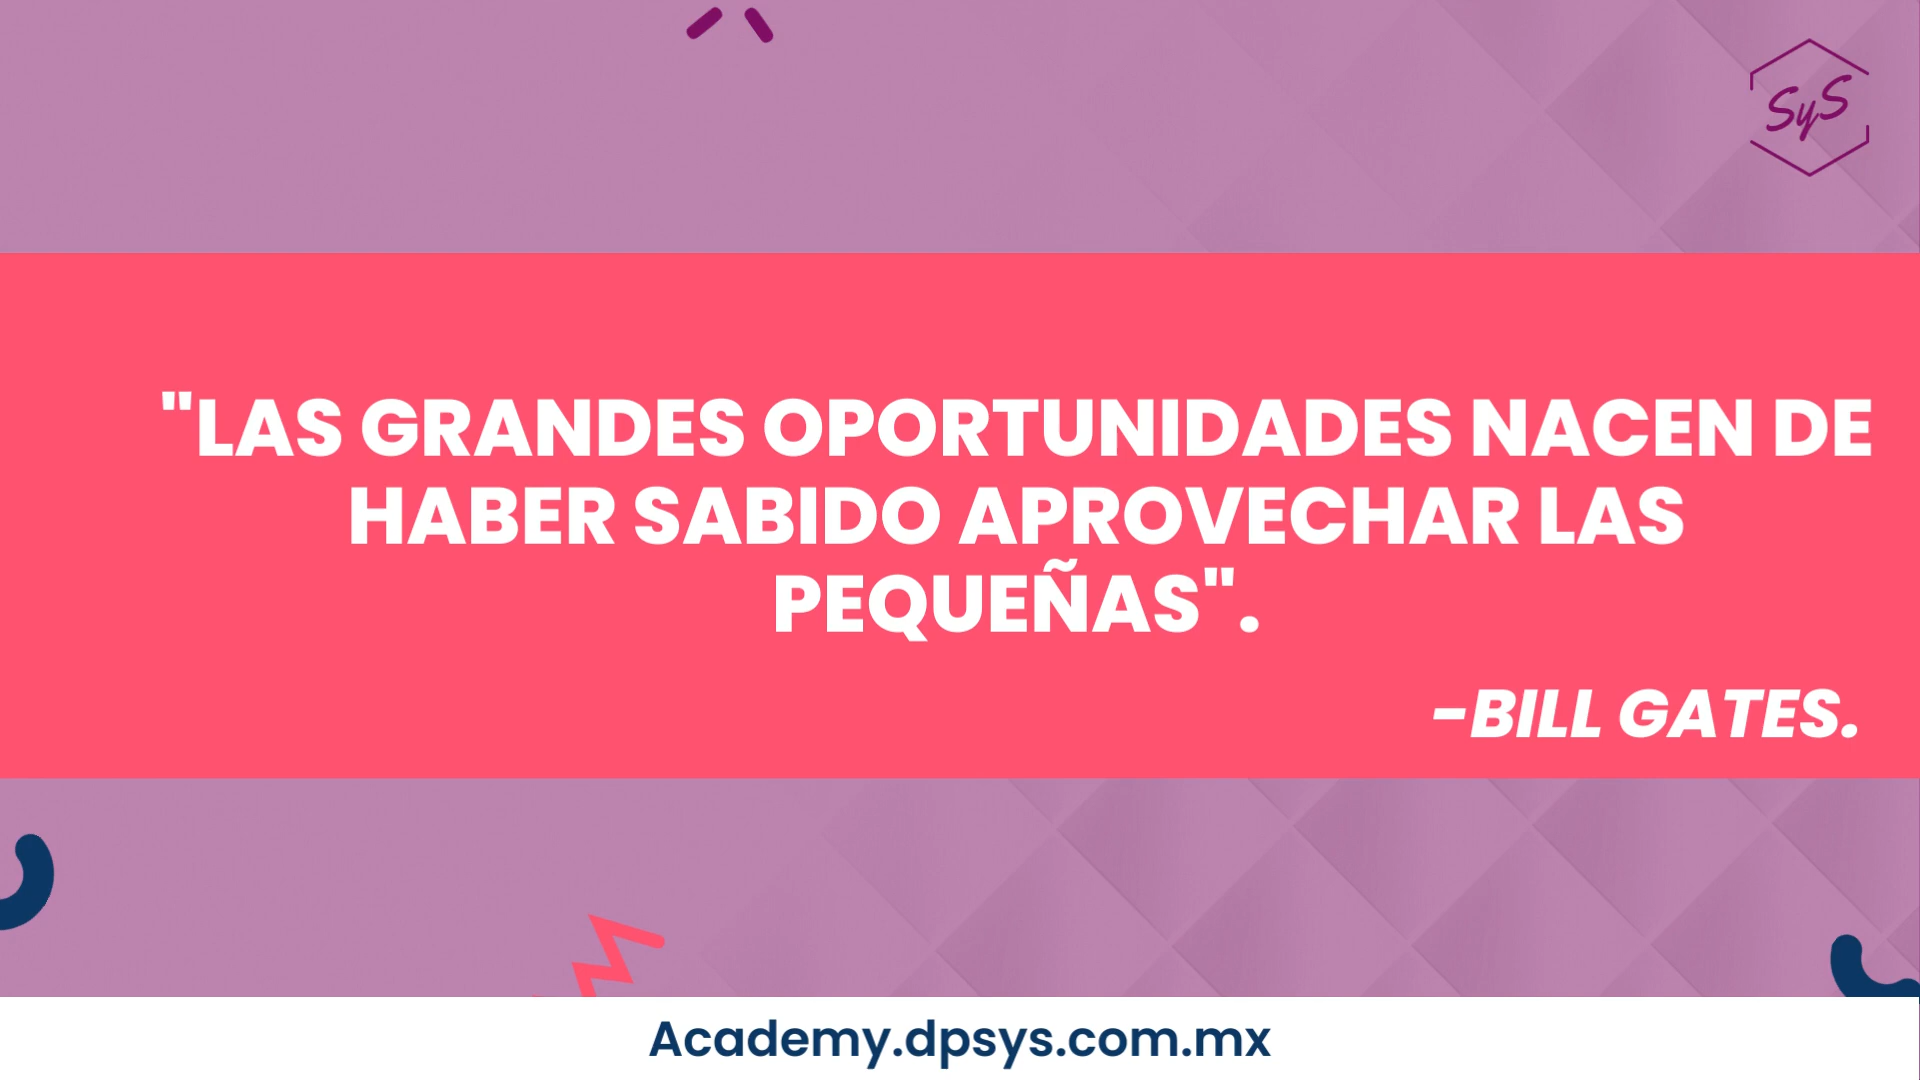 SyS
"LAS GRANDES OPORTUNIDADES NACEN DE
HABER SABIDO APROVECHAR LAS
PEQUEÑAS".
-BILL GATES.
Academy.dpsys.com.mx